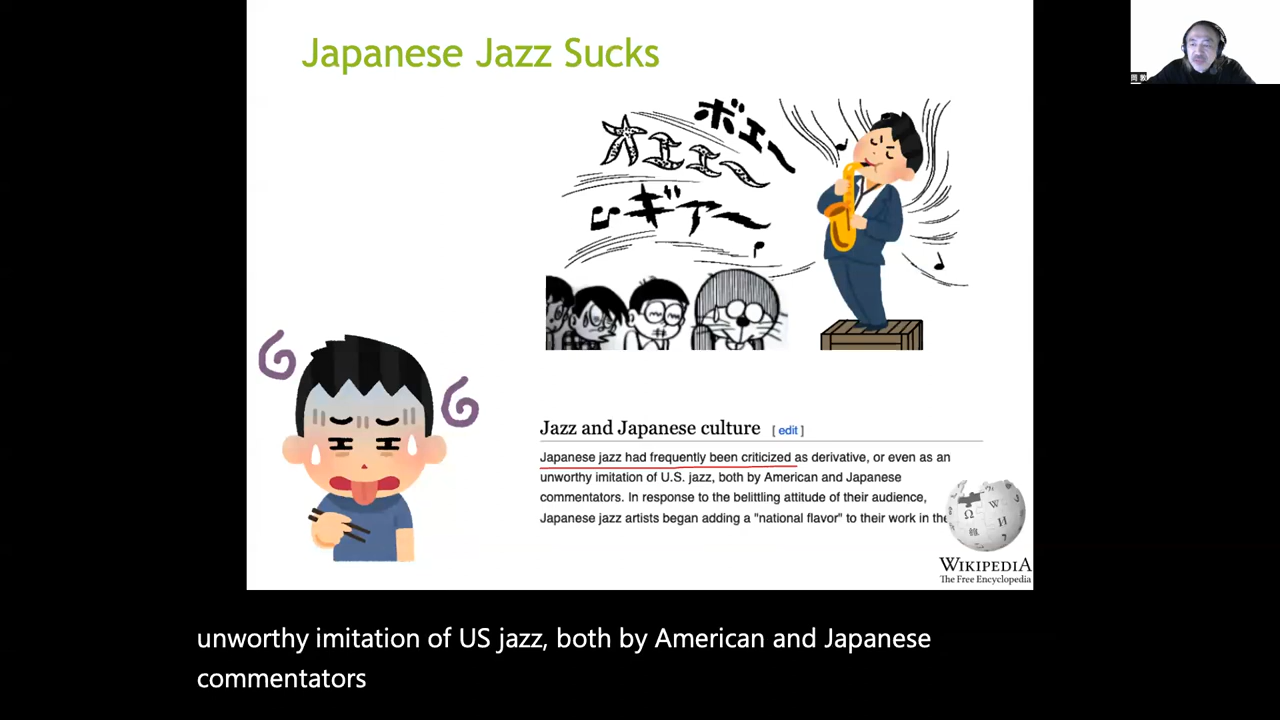 Japanese Jazz Sucks
ボエ～
オエエ～
ギアー
岡 敦
Jazz and Japanese culture [ edit ]
Japanese jazz had frequently been criticized as derivative, or even as an
unworthy imitation of U.S. jazz, both by American and Japanese
commentators. In response to the belittling attitude of their audience,
Japanese jazz artists began adding a "national flavor" to their work in the
WIKIPEDIA
The Free Encyclopedia
unworthy imitation of US jazz, both by American and Japanese
commentators